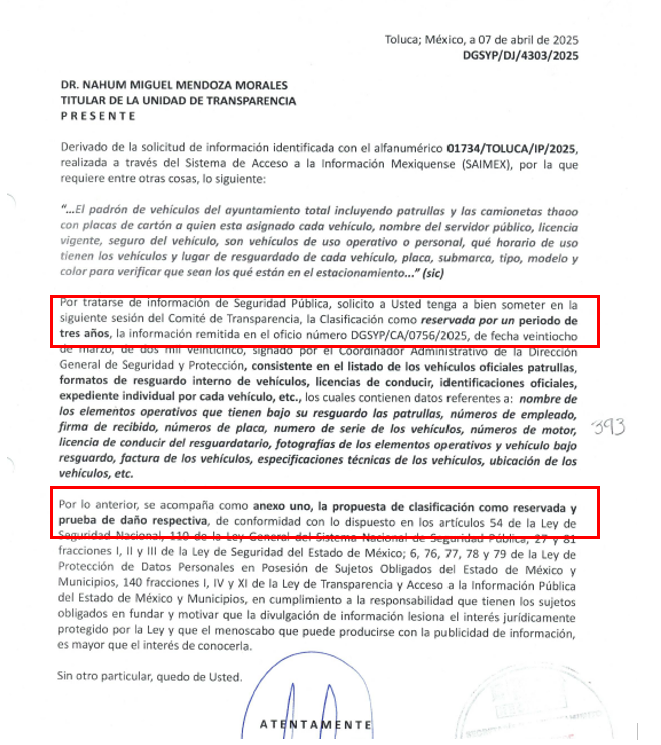 Toluca; México, a 07 de abril de 2025
DGSYP/DJ/4303/2025
DR. NAHUM MIGUEL MENDOZA MORALES
TITULAR DE LA UNIDAD DE TRANSPARENCIA
P R E S E N T E
Derivado de la solicitud de información identificada con el alfanumérico 01734/TOLUCA/IP/2025,
realizada a través del Sistema de Acceso a la Información Mexiquense (SAIMEX), por la que
requiere entre otras cosas, lo siguiente:
“...El padrón de vehículos del ayuntamiento total incluyendo patrullas y las camionetas thaoo
con placas de cartón a quien esta asignado cada vehículo, nombre del servidor público, licencia
vigente, seguro del vehículo, son vehículos de uso operativo o personal, qué horario de uso
tienen los vehículos y lugar de resguardado de cada vehículo, placa, submarca, tipo, modelo y
color para verificar que sean los qué están en el estacionamiento...” (sic)
Por tratarse de información de Seguridad Pública, solicito a Usted tenga a bien someter en la
siguiente sesión del Comité de Transparencia, la Clasificación como reservada por un periodo de
tres años, la información remitida en el oficio número DGSYP/CA/0756/2025, de fecha veintiocho
de marzo, de dos mil veinticinco, signado por el Coordinador Administrativo de la Dirección
General de Seguridad y Protección, consistente en el listado de los vehículos oficiales patrullas,
formatos de resguardo interno de vehículos, licencias de conducir, identificaciones oficiales,
expediente individual por cada vehículo, etc., los cuales contienen datos referentes a: nombre de
los elementos operativos que tienen bajo su resguardo las patrullas, números de empleado,
firma de recibido, números de placa, numero de serie de los vehículos, números de motor,
licencia de conducir del resguardatario, fotografías de los elementos operativos y vehículo bajo
resguardo, factura de los vehículos, especificaciones técnicas de los vehículos, ubicación de los
vehículos, etc.
393
Por lo anterior, se acompaña como anexo uno, la propuesta de clasificación como reservada y
prueba de daño respectiva, de conformidad con lo dispuesto en los artículos 54 de la Ley de
Seguridad Nacional, 110 de la Ley General del Sistema Nacional de Seguridad Pública, 27 y 81
fracciones I, II y III de la Ley de Seguridad del Estado de México; 6, 76, 77, 78 y 79 de la Ley de
Protección de Datos Personales en Posesión de Sujetos Obligados del Estado de México y
Municipios, 140 fracciones I, IV y XI de la Ley de Transparencia y Acceso a la Información Pública
del Estado de México y Municipios, en cumplimiento a la responsabilidad que tienen los sujetos
obligados en fundar y motivar que la divulgación de información lesiona el interés jurídicamente
protegido por la Ley y que el menoscabo que puede producirse con la publicidad de información,
es mayor que el interés de conocerla.
Sin otro particular, quedo de Usted.
A T E N T A M E N T E